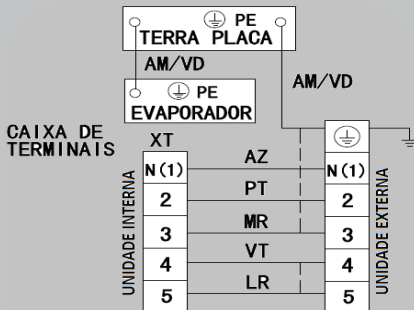 PE
TERRA PLACA
AM/VD
AM/VD
PE
EVAPORADOR
CAIXA DE
TERMINAIS
XT
UNIDADE INTERNA
N(1)
AZ
N(1)
2
PT
2
3
MR
3
4
VT
4
5
LR
5
UNIDADE EXTERNA